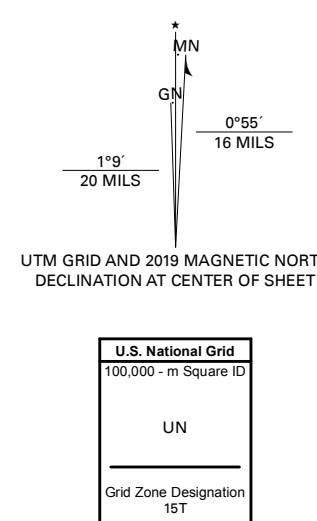 ★
MN
GN
0°55´
16 MILS
1°9´
20 MILS
UTM GRID AND 2019 MAGNETIC NORT
DECLINATION AT CENTER OF SHEET
U.S. National Grid
100,000 - m Square ID
UN
Grid Zone Designation
15T